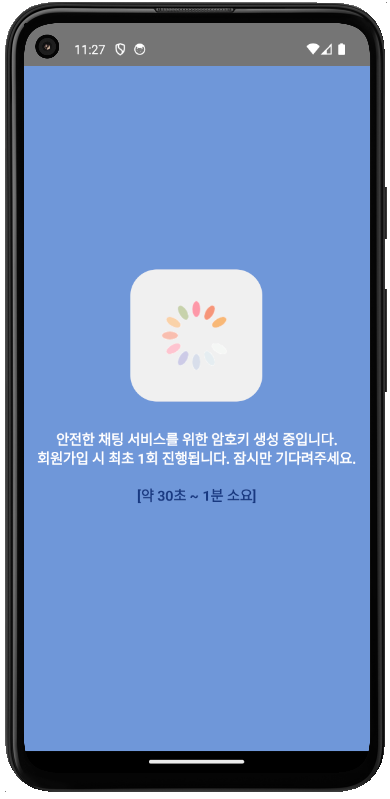 11:27
안전한 채팅 서비스를 위한 암호키 생성 중입니다.
회원가입 시 최초 1회 진행됩니다. 잠시만 기다려주세요.
[약 30초 ~ 1분 소요]